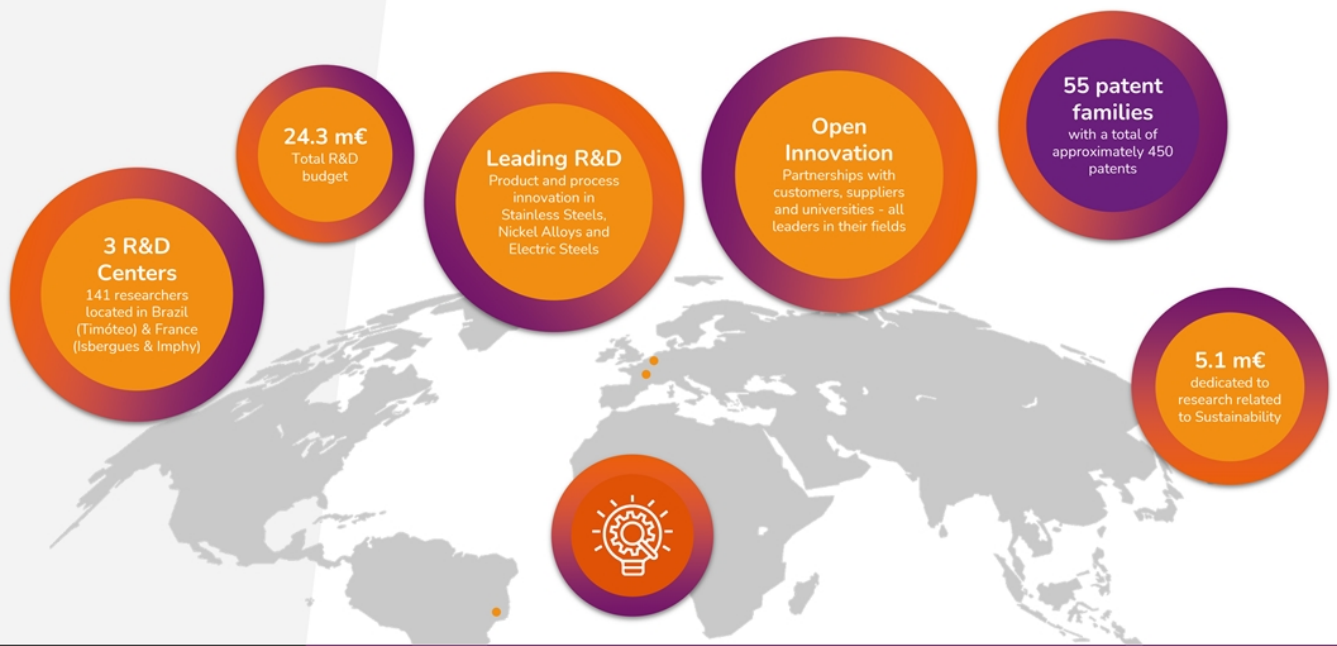 3 R&D
Centers
141 researchers
located in Brazil
(Timóteo) & France
(Isbergues & Imphy)
24.3 m€
Total R&D
budget
Leading R&D
Product and process
innovation in
Stainless Steels,
Nickel Alloys and
Electric Steels
Open
Innovation
Partnerships with
customers, suppliers
and universities - all
leaders in their fields
55 patent
families
with a total of
approximately 450
patents
5.1 m€
dedicated to
research related
to Sustainability